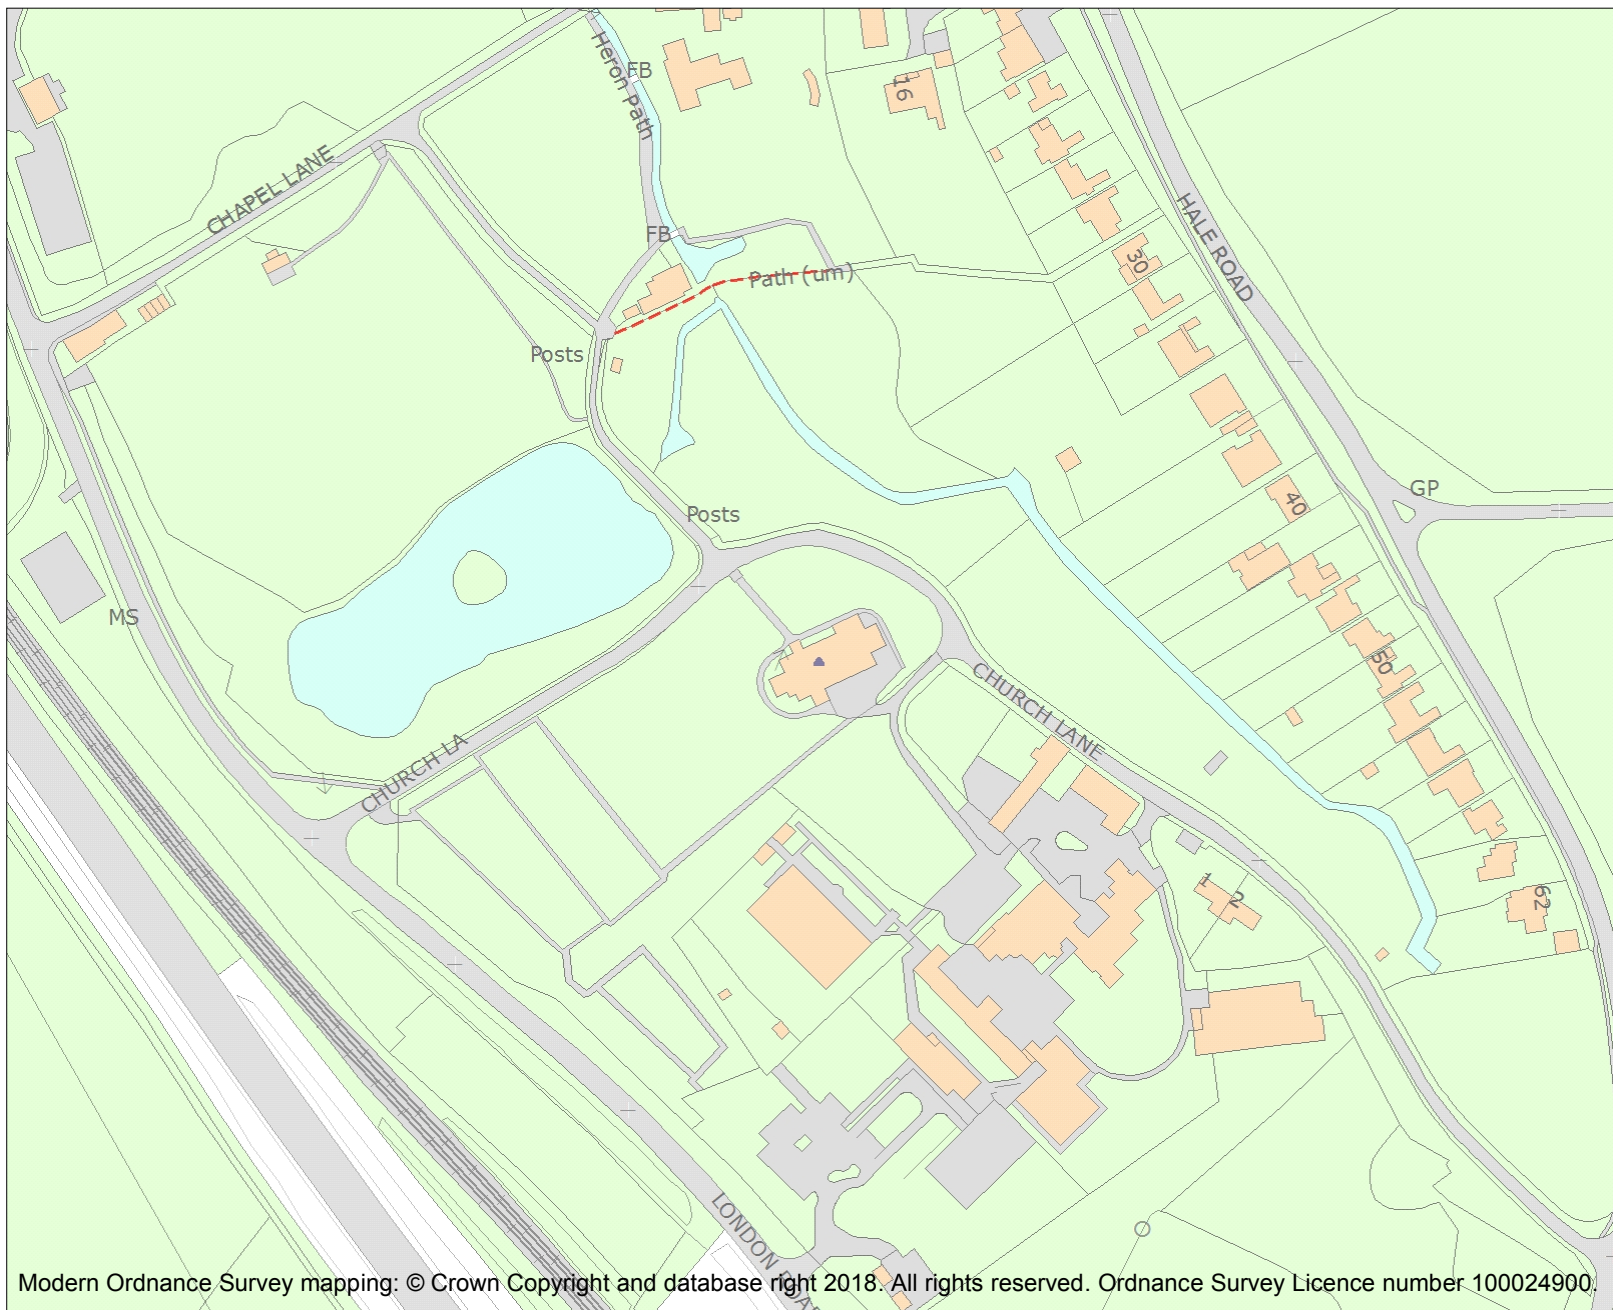 Heron Path
FB
16
CHAPEL LANE
HALE ROAD
FB
30
Path (um)
Posts
GP
40
Posts
MS
50
CHURCH LANE
CHURCH LA
1
2
62
LONDON ROAD
Modern Ordnance Survey mapping: © Crown Copyright and database right 2018. All rights reserved. Ordnance Survey Licence number 100024900.